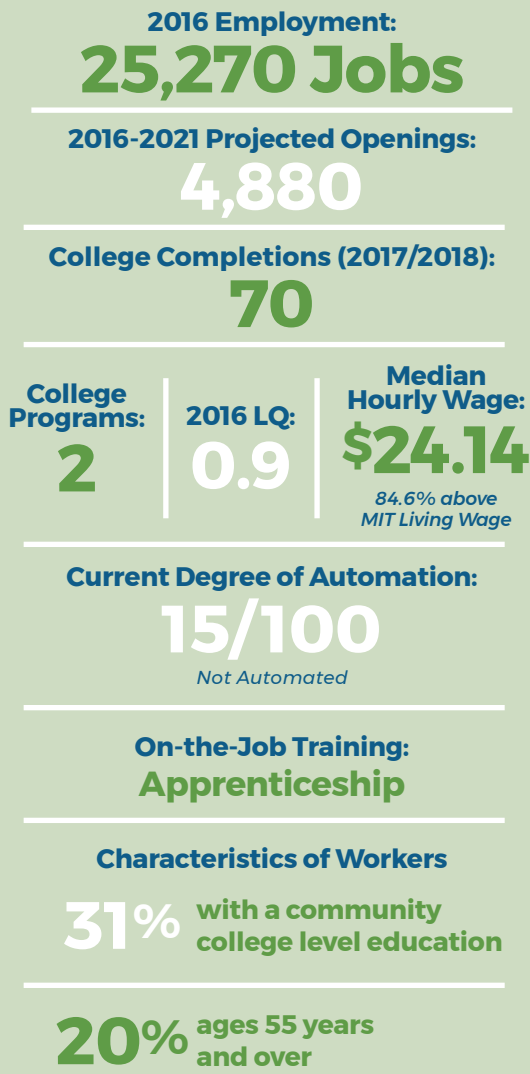 2016 Employment:
25,270 Jobs
2016-2021 Projected Openings:
4,880
College Completions (2017/2018):
70
College
Programs:
2
2016 LQ:
0.9
Median
Hourly Wage:
$24.14
84.6% above
MIT Living Wage
Current Degree of Automation:
15/100
Not Automated
On-the-Job Training:
Apprenticeship
Characteristics of Workers
31% with a community
college level education
20% ages 55 years
and over